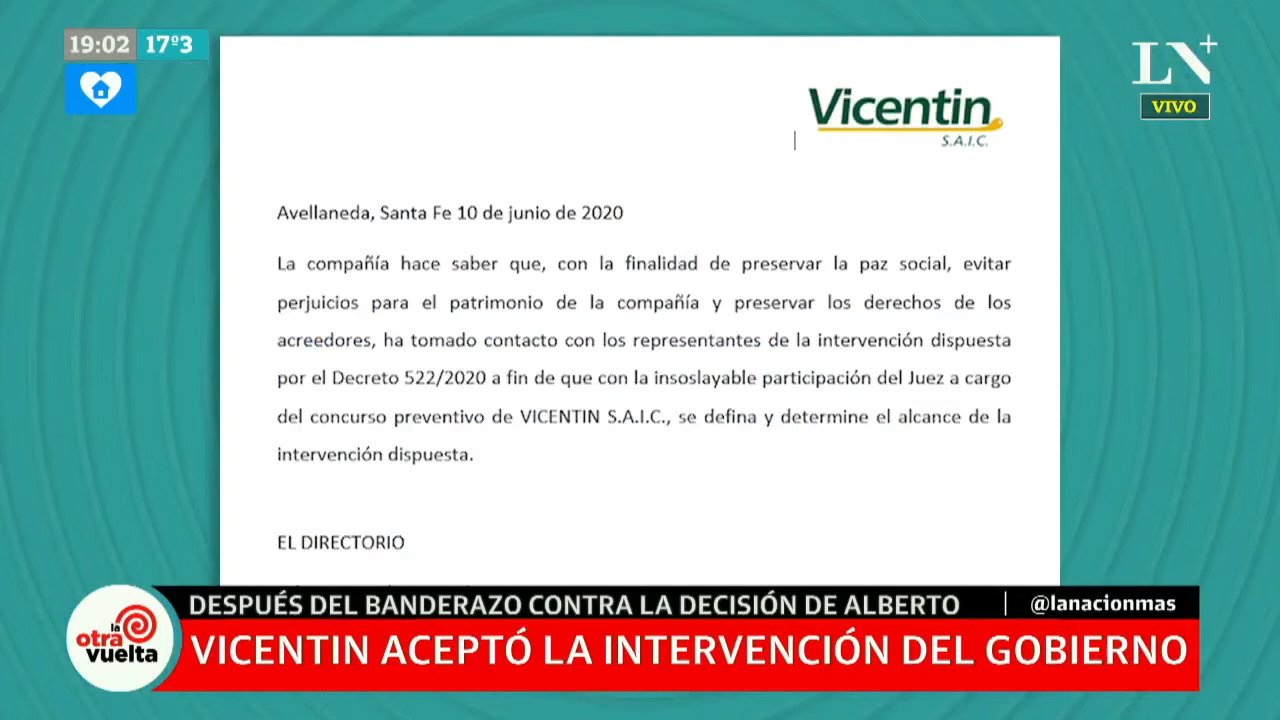 19:02 17º3
LN+
VIVO
Vicentin
S.A.I.C.
Avellaneda, Santa Fe 10 de junio de 2020
La compañía hace saber que, con la finalidad de preservar la paz social, evitar
perjuicios para el patrimonio de la compañía y preservar los derechos de los
acreedores, ha tomado contacto con los representantes de la intervención dispuesta
por el Decreto 522/2020 a fin de que con la insoslayable participación del Juez a cargo
del concurso preventivo de VICENTIN S.A.I.C., se defina y determine el alcance de la
intervención dispuesta.
EL DIRECTORIO
DESPUÉS DEL BANDERAZO CONTRA LA DECISIÓN DE ALBERTO | @lanacionmas
la
otra
vuelta
VICENTIN ACEPTÓ LA INTERVENCIÓN DEL GOBIERNO